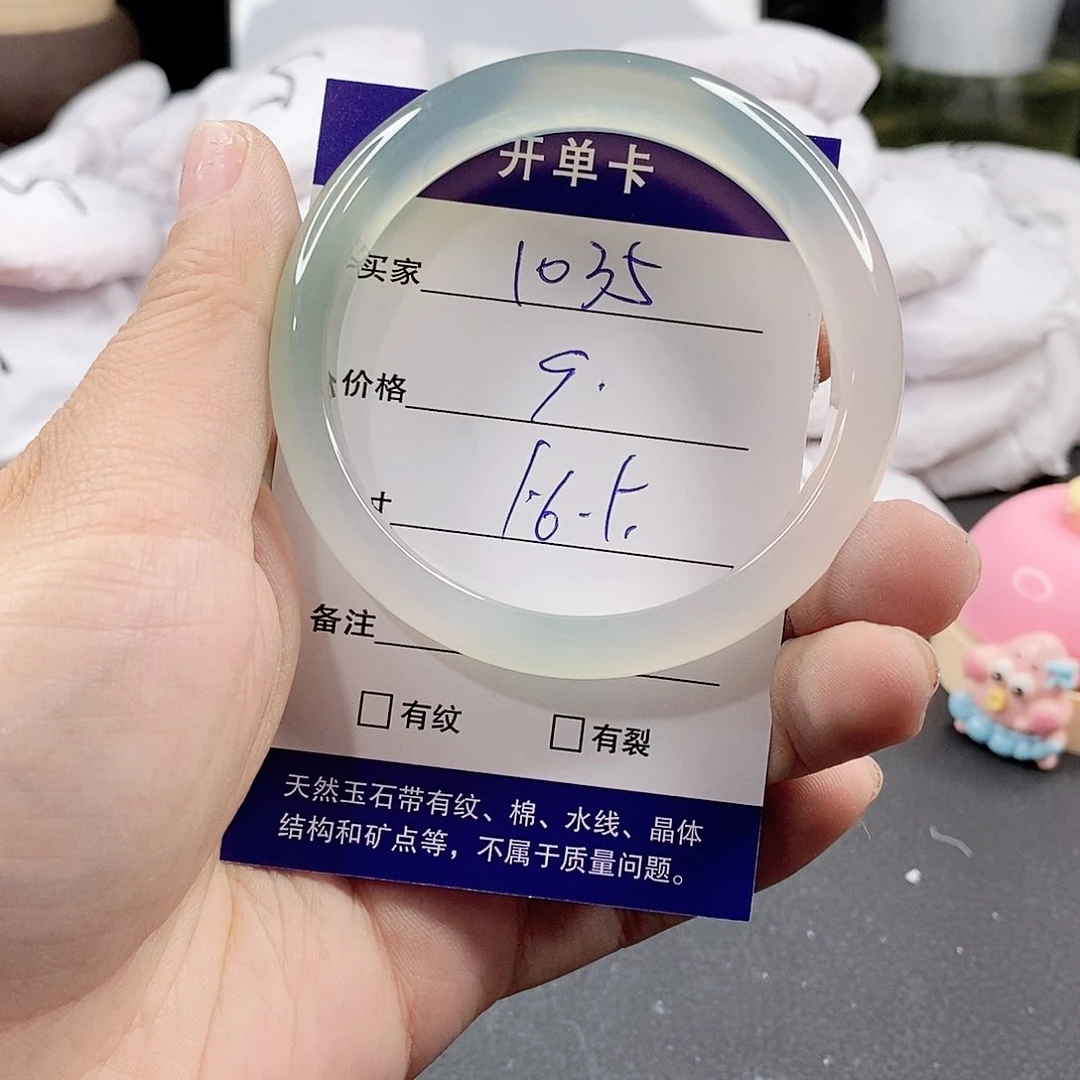 开单卡
买家 1035
价格 9.
寸
备注
有纹 有裂
天然玉石带有纹、棉、水线、晶体
结构和矿点等，不属于质量问题。